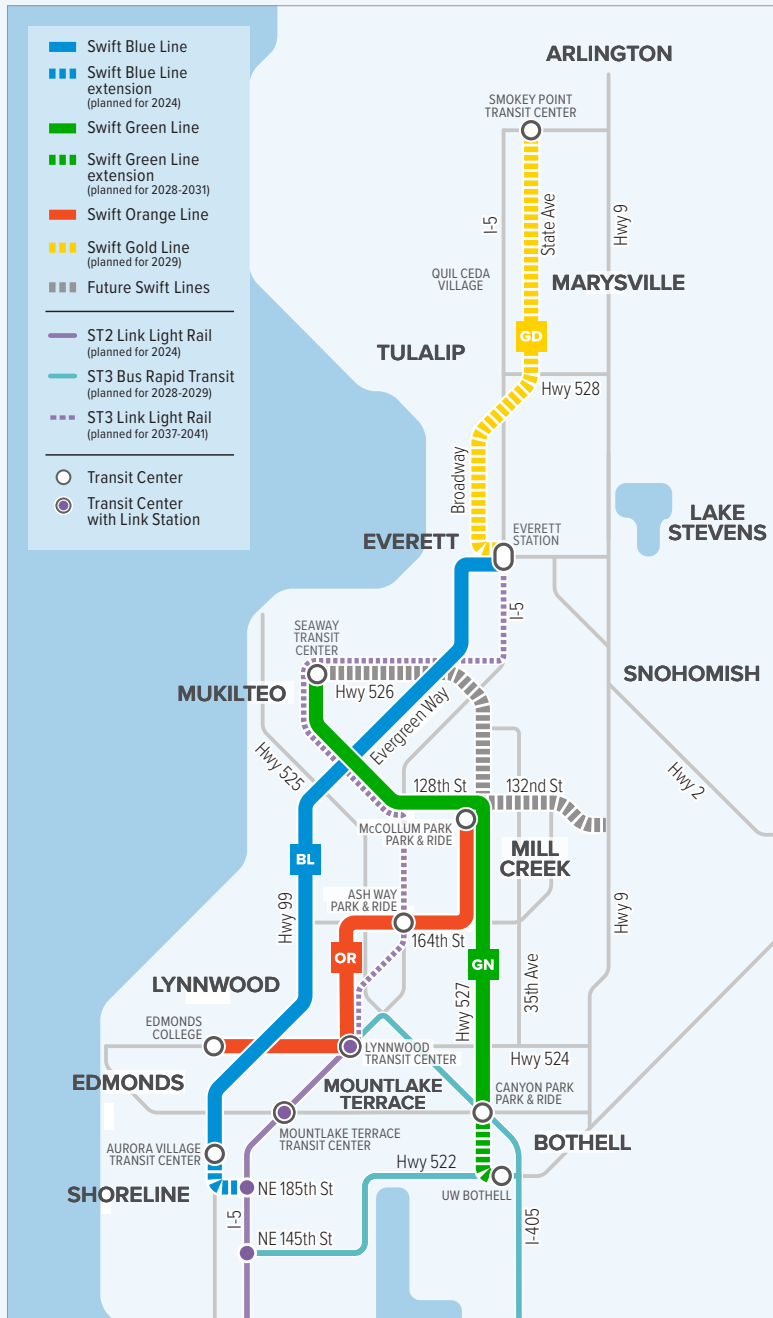 Swift Blue Line
Swift Blue Line
extension
(planned for 2024)
Swift Green Line
Swift Green Line
extension
(planned for 2028-2031)
Swift Orange Line
Swift Gold Line
(planned for 2029)
Future Swift Lines
ST2 Link Light Rail
(planned for 2024)
ST3 Bus Rapid Transit
(planned for 2028-2029)
ST3 Link Light Rail
(planned for 2037-2041)
Transit Center
Transit Center
with Link Station
ARLINGTON
SMOKEY POINT
TRANSIT CENTER
I-5
State Ave
Hwy 9
QUIL CEDA
VILLAGE
MARYSVILLE
GD
TULALIP
Hwy 528
Broadway
LAKE
STEVENS
EVERETT
EVERETT
STATION
I-5
SEAWAY
TRANSIT
CENTER
SNOHOMISH
MUKILTEO
Hwy 526
Evergreen Way
Hwy 525
128th St
132nd St
Hwy 2
McCOLLUM PARK
PARK & RIDE
MILL
CREEK
BL
ASH WAY
PARK & RIDE
Hwy 99
164th St
Hwy 9
OR
GN
35th Ave
LYNNWOOD
Hwy 527
EDMONDS
COLLEGE
LYNNWOOD
TRANSIT CENTER
Hwy 524
EDMONDS
MOUNTLAKE
TERRACE
CANYON PARK
PARK & RIDE
MOUNTLAKE TERRACE
TRANSIT CENTER
BOTHELL
AURORA VILLAGE
TRANSIT CENTER
Hwy 522
SHORELINE
NE 185th St
UW BOTHELL
I-5
I-405
NE 145th St